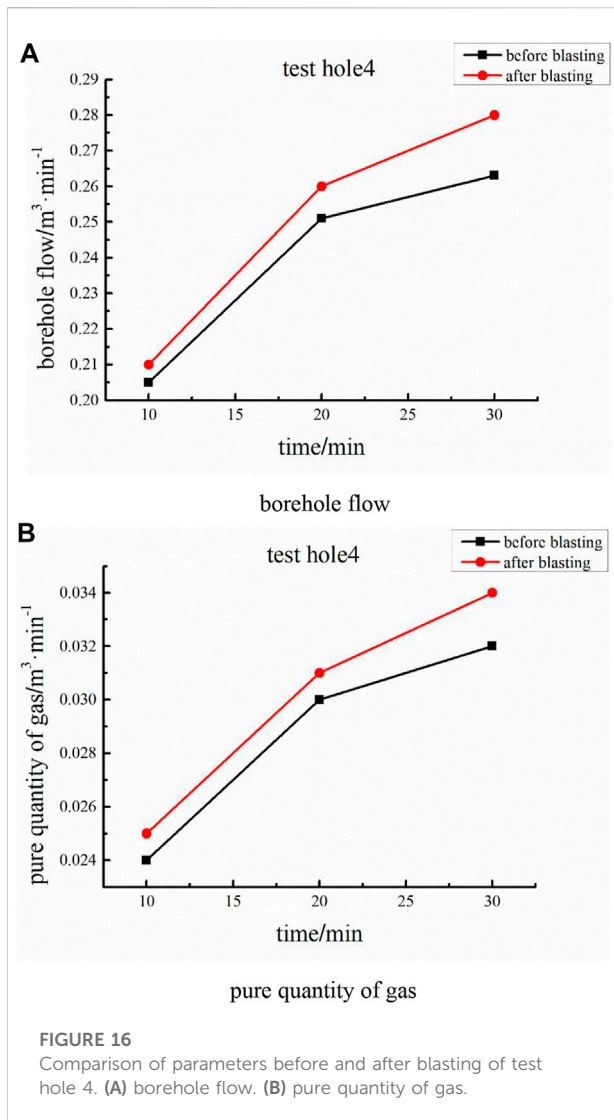 A
test hole4
before blasting
after blasting
0.29
0.28
0.27
0.26
0.25
0.24
0.23
0.22
0.21
0.20
borehole flow/m³·min⁻¹
10 15 20 25 30
time/min
borehole flow
B
test hole4
before blasting
after blasting
0.034
0.032
0.030
0.028
0.026
0.024
pure quantity of gas/m³·min⁻¹
10 15 20 25 30
time/min
pure quantity of gas
FIGURE 16
Comparison of parameters before and after blasting of test
hole 4. (A) borehole flow. (B) pure quantity of gas.